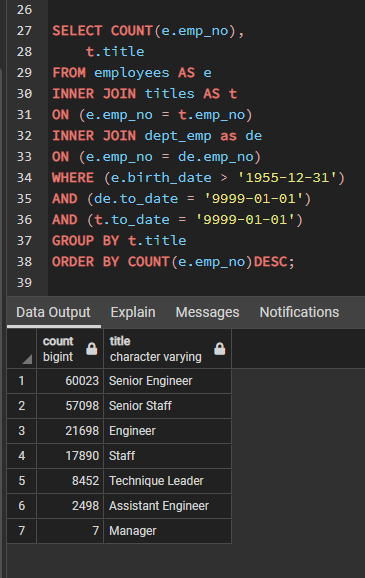 26
27 SELECT COUNT(e.emp_no),
28 t.title
29 FROM employees AS e
30 INNER JOIN titles AS t
31 ON (e.emp_no = t.emp_no)
32 INNER JOIN dept_emp as de
33 ON (e.emp_no = de.emp_no)
34 WHERE (e.birth_date > '1955-12-31')
35 AND (de.to_date = '9999-01-01')
36 AND (t.to_date = '9999-01-01')
37 GROUP BY t.title
38 ORDER BY COUNT(e.emp_no)DESC;
39
Data Output Explain Messages Notifications
count title
bigint character varying
1 60023 Senior Engineer
2 57098 Senior Staff
3 21698 Engineer
4 17890 Staff
5 8452 Technique Leader
6 2498 Assistant Engineer
7 7 Manager